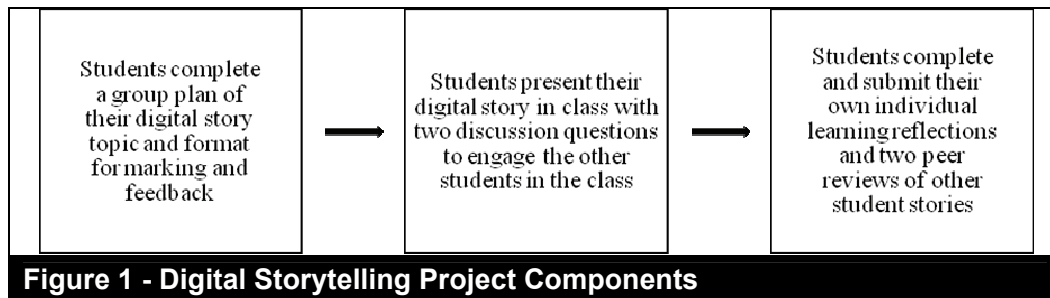 Students complete
a group plan of
their digital story
topic and format
for marking and
feedback
Students present their
digital story in class with
two discussion questions
to engage the other
students in the class
Students complete
and submit their
own individual
learning reflections
and two peer
reviews of other
student stories
Figure 1 - Digital Storytelling Project Components